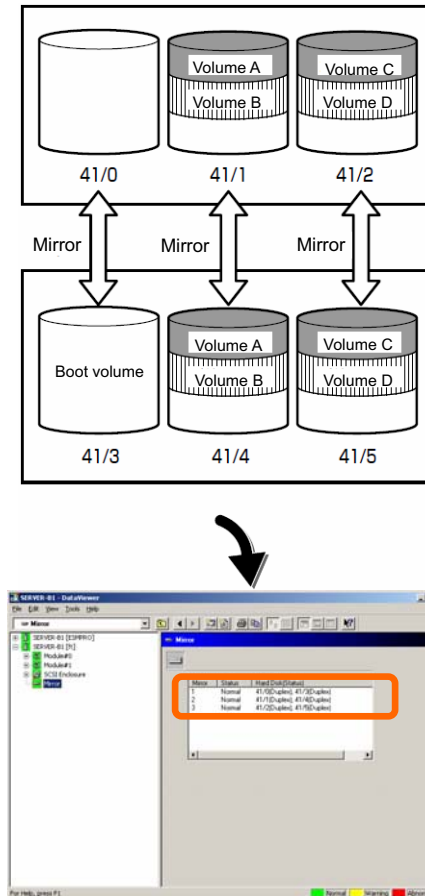 Volume A
Volume C
Volume B
Volume D
41/0
41/1
41/2
Mirror
Mirror
Mirror
Volume A
Volume C
Boot volume
Volume B
Volume D
41/3
41/4
41/5
SERVER-B1 - DataViewer
File Edit View Tools Help
Mirror
SERVER-B1 [ESMPRO]
SERVER-B1 [ft]
Module#0
Module#1
SCSI Enclosure
Mirror
Mirror
Mirror Status Hard Disk(Status)
1 Normal 41/0(Duplex), 41/3(Duplex)
2 Normal 41/1(Duplex), 41/4(Duplex)
3 Normal 41/2(Duplex), 41/5(Duplex)
For Help, press F1
Normal Warning Abnor